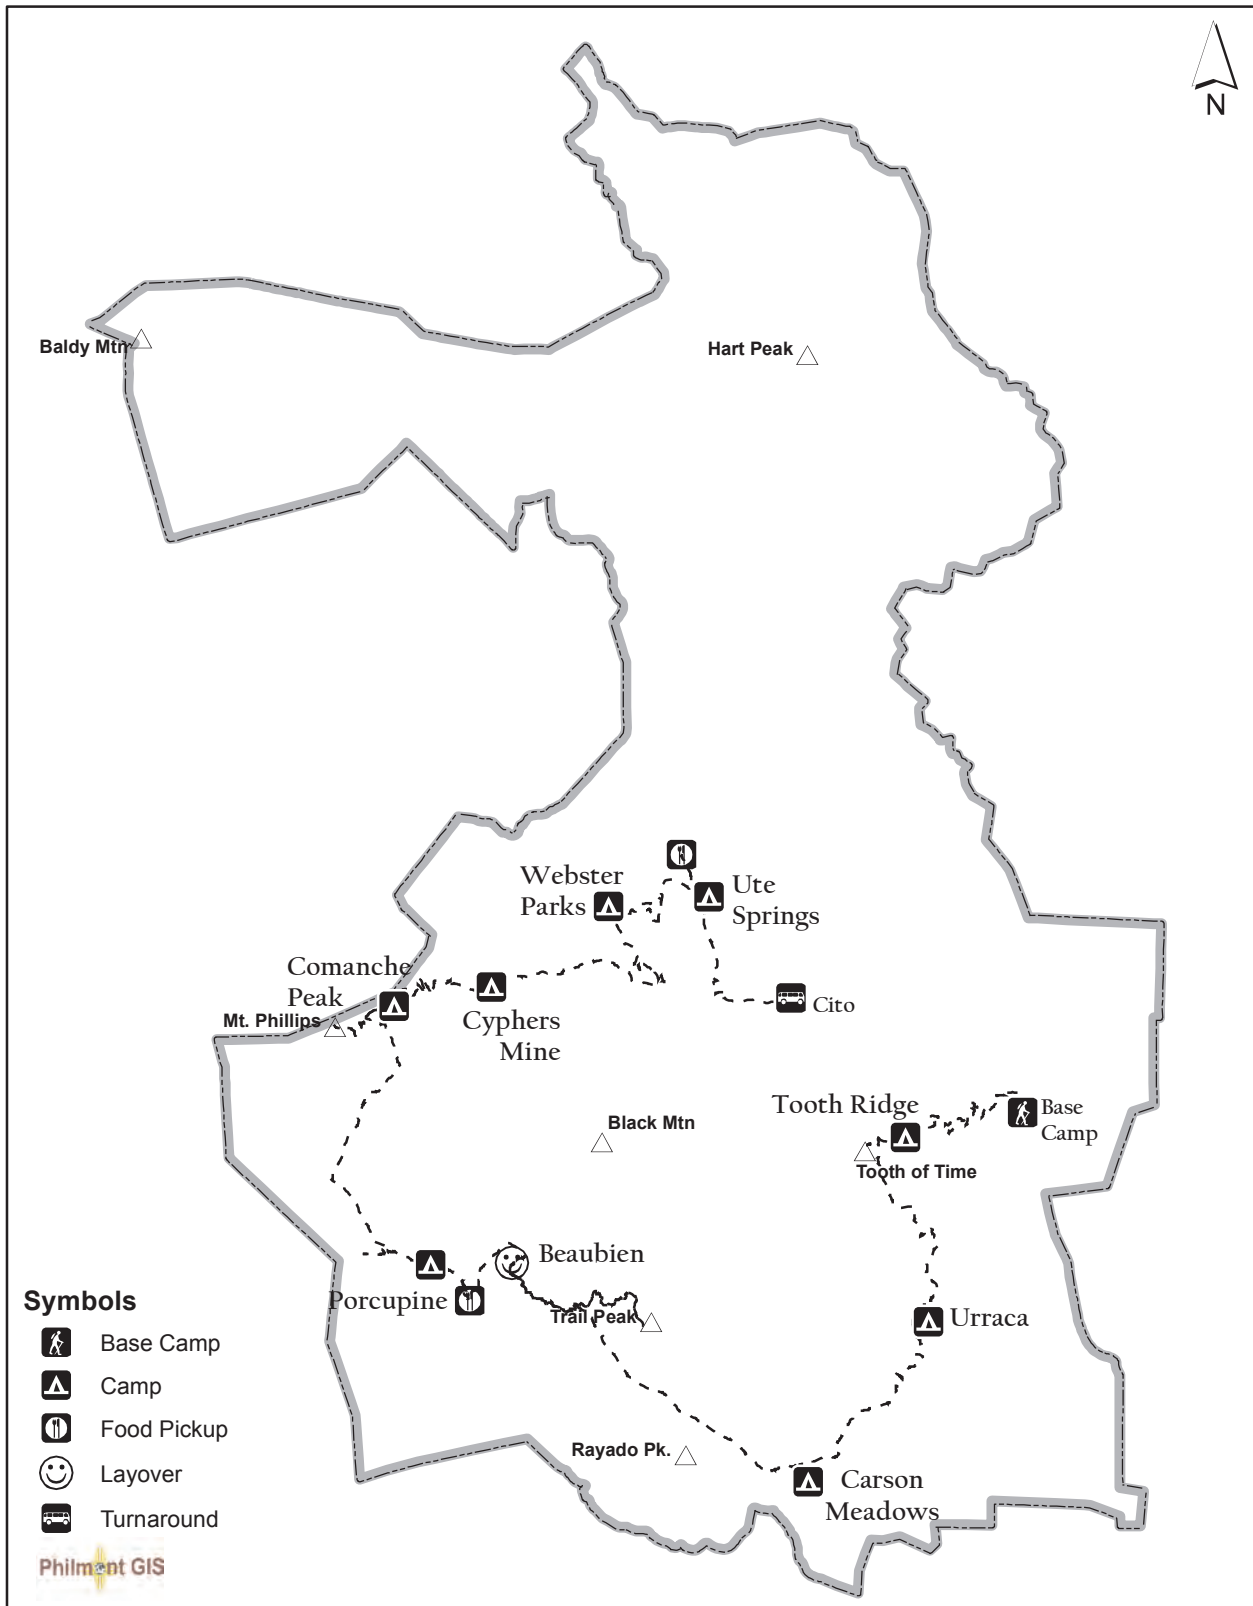 N
Baldy Mtn
Hart Peak
Webster
Parks
Ute
Springs
Comanche
Peak
Mt. Phillips
Cyphers
Mine
Cito
Tooth Ridge
Base
Camp
Black Mtn
Tooth of Time
Beaubien
Porcupine
Trail Peak
Urraca
Rayado Pk.
Carson
Meadows
Symbols
Base Camp
Camp
Food Pickup
Layover
Turnaround
Philmont GIS